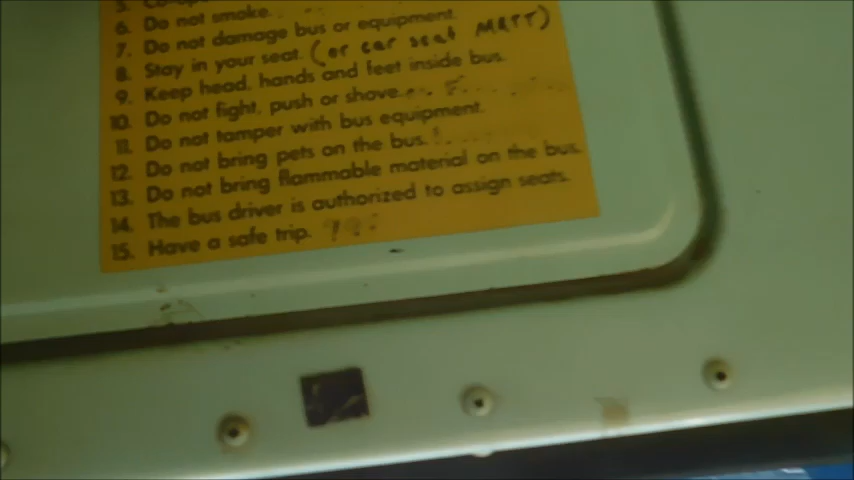 6. Do not smoke.
7. Do not damage bus or equipment.
8. Stay in your seat. (or car seat MATT)
9. Keep head, hands and feet inside bus.
10. Do not fight, push or shove
11. Do not tamper with bus equipment.
12. Do not bring pets on the bus.
13. Do not bring flammable material on the bus.
14. The bus driver is authorized to assign seats.
15. Have a safe trip.